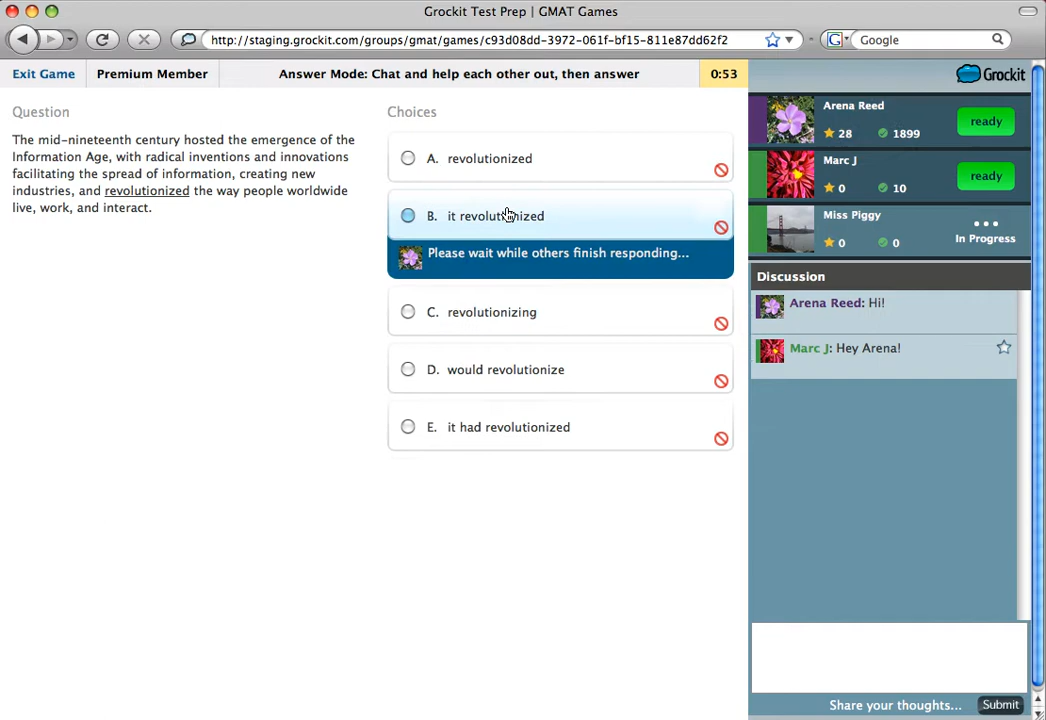 Grockit Test Prep | GMAT Games
http://staging.grockit.com/groups/gmat/games/c93d08dd-3972-061f-bf15-811e87dd62f2
G
Google
Exit Game
Premium Member
Answer Mode: Chat and help each other out, then answer
0:53
Grockit
Question
The mid-nineteenth century hosted the emergence of the
Information Age, with radical inventions and innovations
facilitating the spread of information, creating new
industries, and revolutionized the way people worldwide
live, work, and interact.
Choices
A. revolutionized
B. it revolutionized
Please wait while others finish responding...
C. revolutionizing
D. would revolutionize
E. it had revolutionized
Arena Reed
28
1899
ready
Marc J
0
10
ready
Miss Piggy
0
0
In Progress
Discussion
Arena Reed: Hi!
Marc J: Hey Arena!
Share your thoughts...
Submit